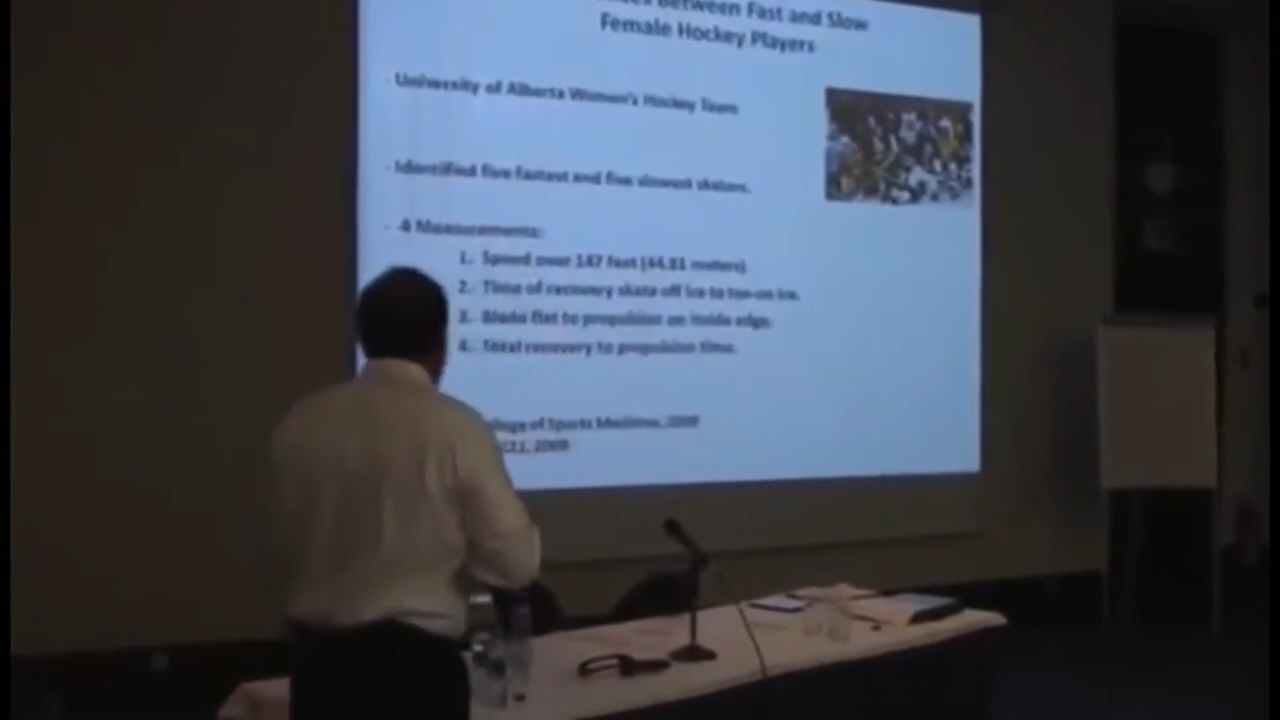 Between Fast and Slow
Female Hockey Players
- University of Alberta Women's Hockey Team
- Identified five fastest and five slowest skaters.
- 4 Measurements:
1. Speed over 147 feet (44.81 meters)
2. Time of recovery skate off ice to toe-on ice.
3. Blade flat to propulsion on inside edge.
4. Total recovery to propulsion time.
of Sports Medicine, 2009
2009